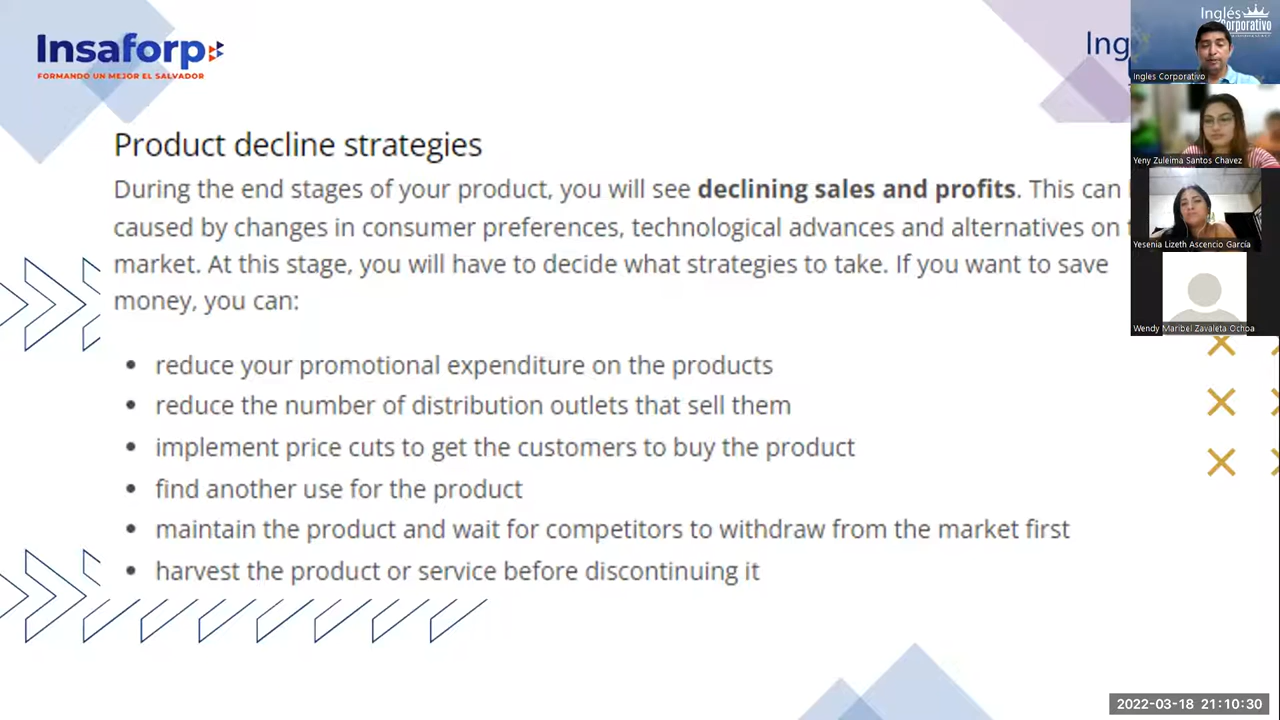 Insaforp
FORMANDO UN MEJOR EL SALVADOR
Ing
Inglés
Corporativo
Ingles Corporativo
Yeny Zuleima Santos Chavez
Yesenia Lizeth Ascencio García
Wendy Maribel Zavaleta Ochoa
Product decline strategies
During the end stages of your product, you will see declining sales and profits. This can
caused by changes in consumer preferences, technological advances and alternatives on
market. At this stage, you will have to decide what strategies to take. If you want to save
money, you can:
• reduce your promotional expenditure on the products
• reduce the number of distribution outlets that sell them
• implement price cuts to get the customers to buy the product
• find another use for the product
• maintain the product and wait for competitors to withdraw from the market first
• harvest the product or service before discontinuing it
2022-03-18 21:10:30